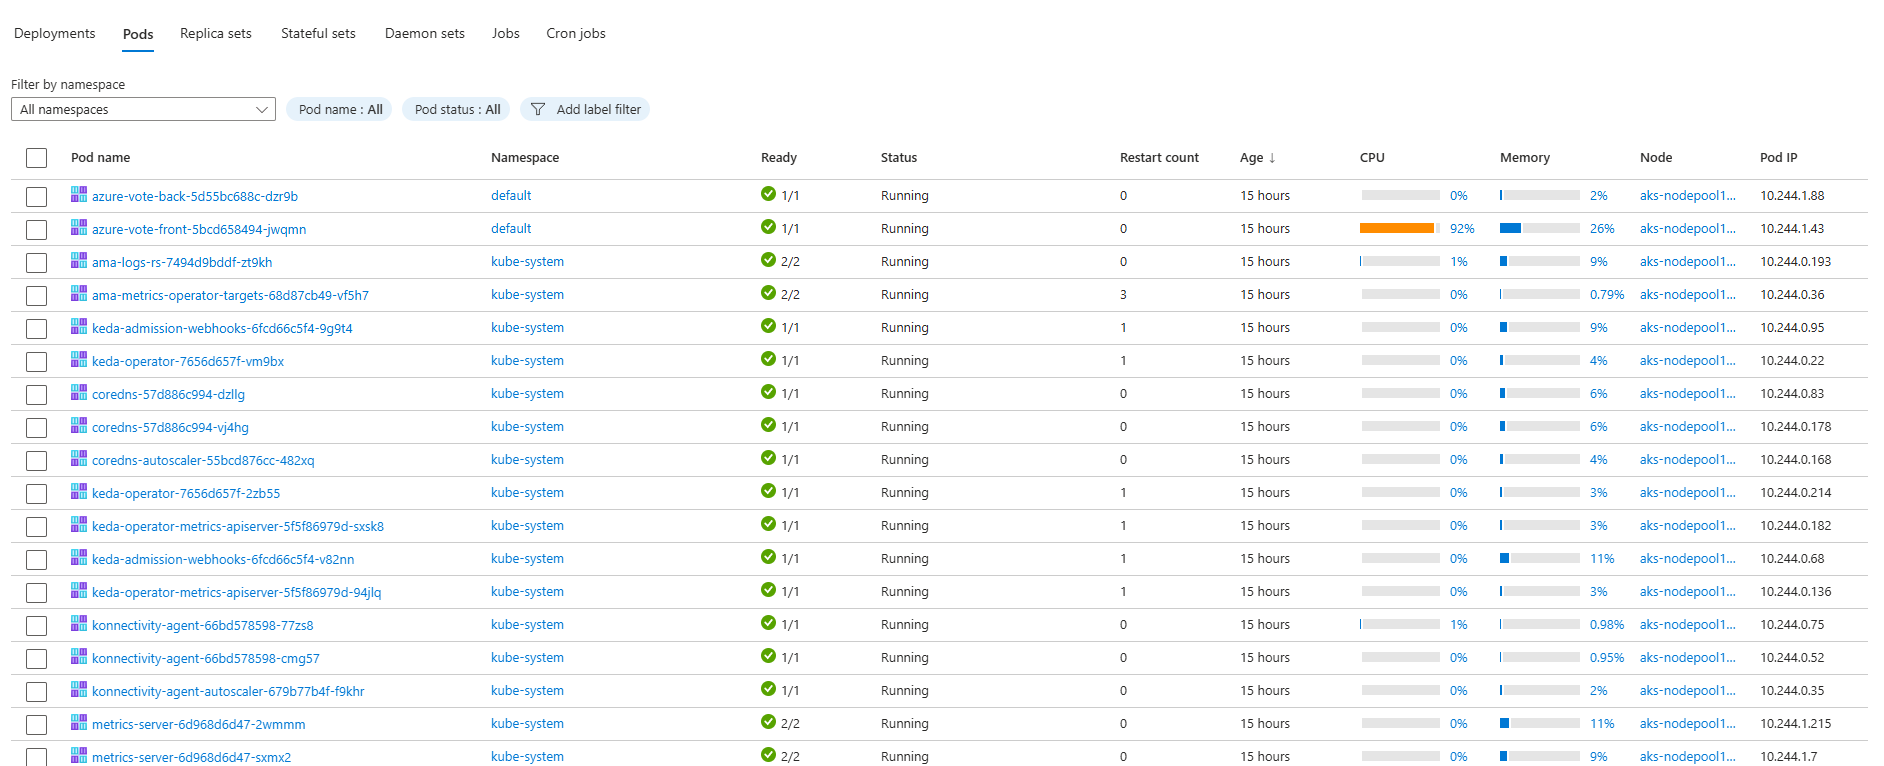 Deployments Pods Replica sets Stateful sets Daemon sets Jobs Cron jobs
Filter by namespace
All namespaces Pod name : All Pod status : All Add label filter
Pod name Namespace Ready Status Restart count Age ↓ CPU Memory Node Pod IP
azure-vote-back-5d55bc688c-dzr9b default 1/1 Running 0 15 hours 0% 2% aks-nodepool1... 10.244.1.88
azure-vote-front-5bcd658494-jwqmn default 1/1 Running 0 15 hours 92% 26% aks-nodepool1... 10.244.1.43
ama-logs-rs-7494d9bddf-zt9kh kube-system 2/2 Running 0 15 hours 1% 9% aks-nodepool1... 10.244.0.193
ama-metrics-operator-targets-68d87cb49-vf5h7 kube-system 2/2 Running 3 15 hours 0% 0.79% aks-nodepool1... 10.244.0.36
keda-admission-webhooks-6fcd66c5f4-9g9t4 kube-system 1/1 Running 1 15 hours 0% 9% aks-nodepool1... 10.244.0.95
keda-operator-7656d657f-vm9bx kube-system 1/1 Running 1 15 hours 0% 4% aks-nodepool1... 10.244.0.22
coredns-57d886c994-dzllg kube-system 1/1 Running 0 15 hours 0% 6% aks-nodepool1... 10.244.0.83
coredns-57d886c994-vj4hg kube-system 1/1 Running 0 15 hours 0% 6% aks-nodepool1... 10.244.0.178
coredns-autoscaler-55bcd876cc-482xq kube-system 1/1 Running 0 15 hours 0% 4% aks-nodepool1... 10.244.0.168
keda-operator-7656d657f-2zb55 kube-system 1/1 Running 1 15 hours 0% 3% aks-nodepool1... 10.244.0.214
keda-operator-metrics-apiserver-5f5f86979d-sxsk8 kube-system 1/1 Running 1 15 hours 0% 3% aks-nodepool1... 10.244.0.182
keda-admission-webhooks-6fcd66c5f4-v82nn kube-system 1/1 Running 1 15 hours 0% 11% aks-nodepool1... 10.244.0.68
keda-operator-metrics-apiserver-5f5f86979d-94jlq kube-system 1/1 Running 1 15 hours 0% 3% aks-nodepool1... 10.244.0.136
konnectivity-agent-66bd578598-77zs8 kube-system 1/1 Running 0 15 hours 1% 0.98% aks-nodepool1... 10.244.0.75
konnectivity-agent-66bd578598-cmg57 kube-system 1/1 Running 0 15 hours 0% 0.95% aks-nodepool1... 10.244.0.52
konnectivity-agent-autoscaler-679b77b4f-f9khr kube-system 1/1 Running 0 15 hours 0% 2% aks-nodepool1... 10.244.0.35
metrics-server-6d968d6d47-2wmmm kube-system 2/2 Running 0 15 hours 0% 11% aks-nodepool1... 10.244.1.215
metrics-server-6d968d6d47-sxmx2 kube-system 2/2 Running 0 15 hours 0% 9% aks-nodepool1... 10.244.1.7